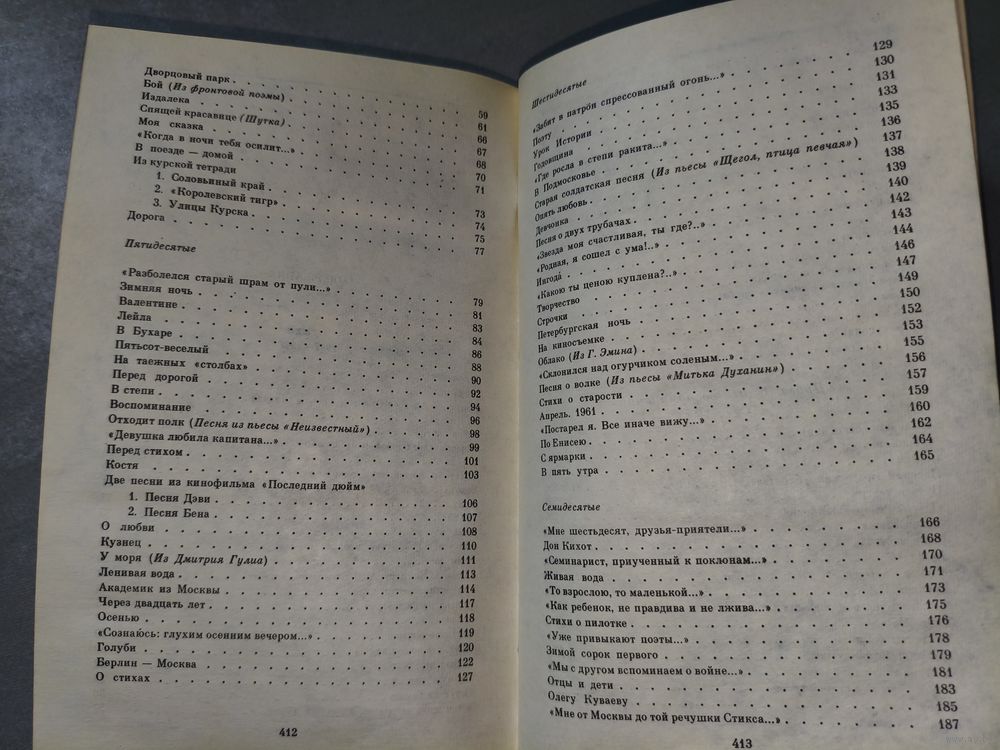 Дворцовый парк . . . 59
Бой (Из фронтовой поэмы) . . . 61
Издалека . . . 66
Спящей красавице (Шутка) . . . 67
Моя сказка . . . 68
«Когда в ночи тебя осилит...» . . . 70
В поезде — домой . . . 71
Из курской тетради
1. Соловьиный край . . . 73
2. «Королевский тигр» . . . 74
3. Улицы Курска . . . 75
Дорога . . . 77
Пятидесятые
«Разболелся старый шрам от пули...» . . . 79
Зимняя ночь . . . 81
Валентине . . . 83
Лейла . . . 84
В Бухаре . . . 86
Пятьсот-веселый . . . 88
На таежных «столбах» . . . 90
Перед дорогой . . . 92
В степи . . . 94
Воспоминание . . . 96
Отходит полк (Песня из пьесы «Неизвестный») . . . 98
«Девушка любила капитана...» . . . 99
Перед стихом . . . 101
Костя . . . 103
Две песни из кинофильма «Последний дюйм»
1. Песня Дэви . . . 106
2. Песня Бена . . . 107
О любви . . . 108
Кузнец . . . 110
У моря (Из Дмитрия Гулиа) . . . 111
Ленивая вода . . . 113
Академик из Москвы . . . 114
Через двадцать лет . . . 117
Осенью . . . 118
«Сознаюсь: глухим осенним вечером...» . . . 119
Голуби . . . 120
Берлин — Москва . . . 122
О стихах . . . 127
412
Шестидесятые
«Забит в патрон спрессованный огонь...» . . . 129
Поэту . . . 130
Урок Истории . . . 131
Годовщина . . . 133
«Где росла в степи ракита...» . . . 135
В Подмосковье . . . 136
Старая солдатская песня (Из пьесы «Щегол, птица певчая») . . . 137
Опять любовь . . . 138
Девчонка . . . 139
Песня о двух трубачах . . . 140
«Звезда моя счастливая, ты где?..» . . . 142
«Родная, я сошел с ума!..» . . . 143
Ингода . . . 144
«Какою ты ценою куплена?..» . . . 146
Творчество . . . 147
Строчки . . . 149
Петербургская ночь . . . 150
На киносъемке . . . 152
Облако (Из Г. Эмина) . . . 153
«Склонился над огурчиком соленым...» . . . 155
Песня о волке (Из пьесы «Митька Духанин») . . . 156
Стихи о старости . . . 157
Апрель. 1961 . . . 159
«Постарел я. Все иначе вижу...» . . . 160
По Енисею . . . 162
С ярмарки . . . 164
В пять утра . . . 165
Семидесятые
«Мне шестьдесят, друзья-приятели...» . . . 166
Дон Кихот . . . 168
«Семинарист, приученный к поклонам...» . . . 170
Живая вода . . . 171
«То взрослою, то маленькой...» . . . 173
«Как ребенок, не правдива и не лжива...» . . . 175
Стихи о пилотке . . . 176
«Уже привыкают поэты...» . . . 178
Зимой сорок первого . . . 179
«Мы с другом вспоминаем о войне...» . . . 181
Отцы и дети . . . 183
Олегу Куваеву . . . 185
«Мне от Москвы до той речушки Стикса...» . . . 187
413